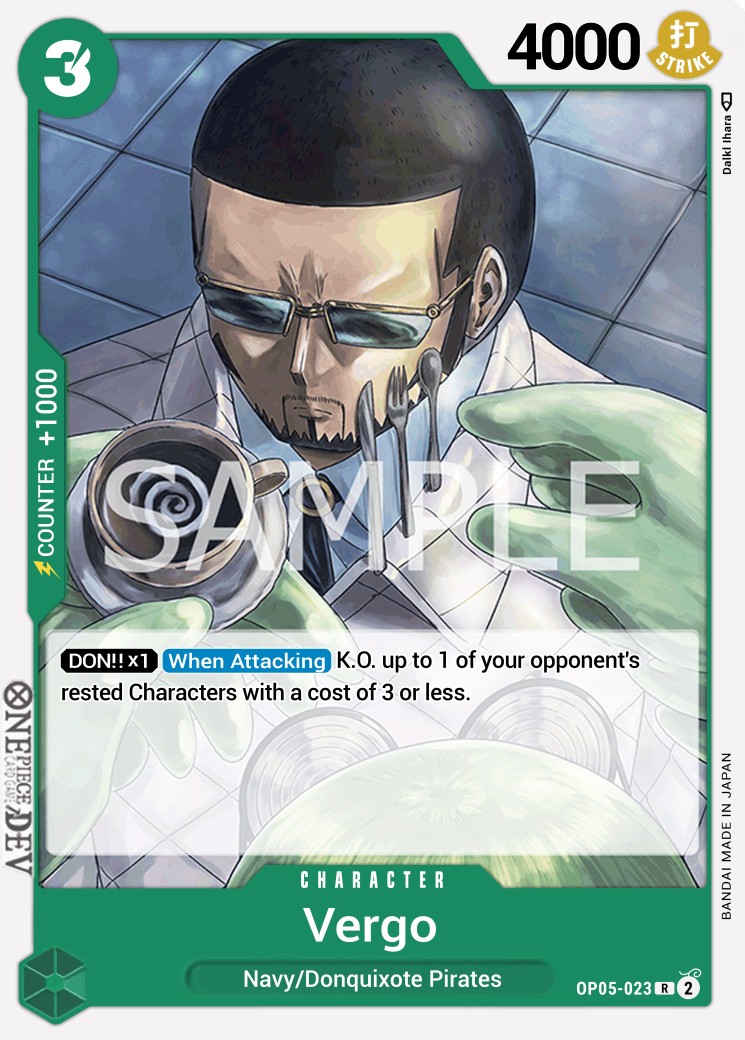 3
4000
打
STRIKE
Daiki Ihara
COUNTER +1000
SAMPLE
DON!! x1 When Attacking K.O. up to 1 of your opponent's
rested Characters with a cost of 3 or less.
ONE PIECE
CARD GAME
DEV
BANDAI MADE IN JAPAN
CHARACTER
Vergo
Navy/Donquixote Pirates
OP05-023 R 2